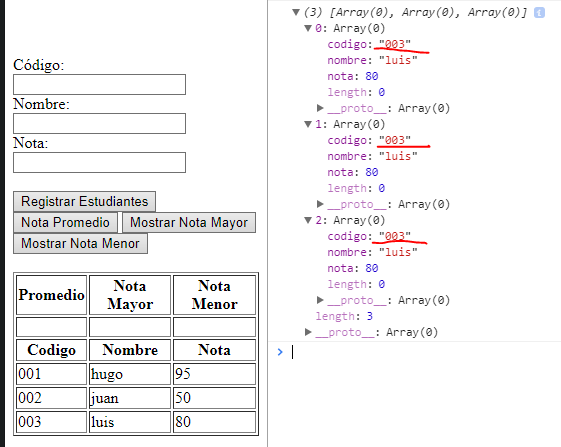 Código:
Nombre:
Nota:
Registrar Estudiantes
Nota Promedio Mostrar Nota Mayor
Mostrar Nota Menor
Promedio Nota Mayor Nota Menor
Codigo Nombre Nota
001 hugo 95
002 juan 50
003 luis 80
▼(3) [Array(0), Array(0), Array(0)] i
▼0: Array(0)
codigo: "003"
nombre: "luis"
nota: 80
length: 0
▶__proto__: Array(0)
▼1: Array(0)
codigo: "003"
nombre: "luis"
nota: 80
length: 0
▶__proto__: Array(0)
▼2: Array(0)
codigo: "003"
nombre: "luis"
nota: 80
length: 0
▶__proto__: Array(0)
length: 3
▶__proto__: Array(0)
>